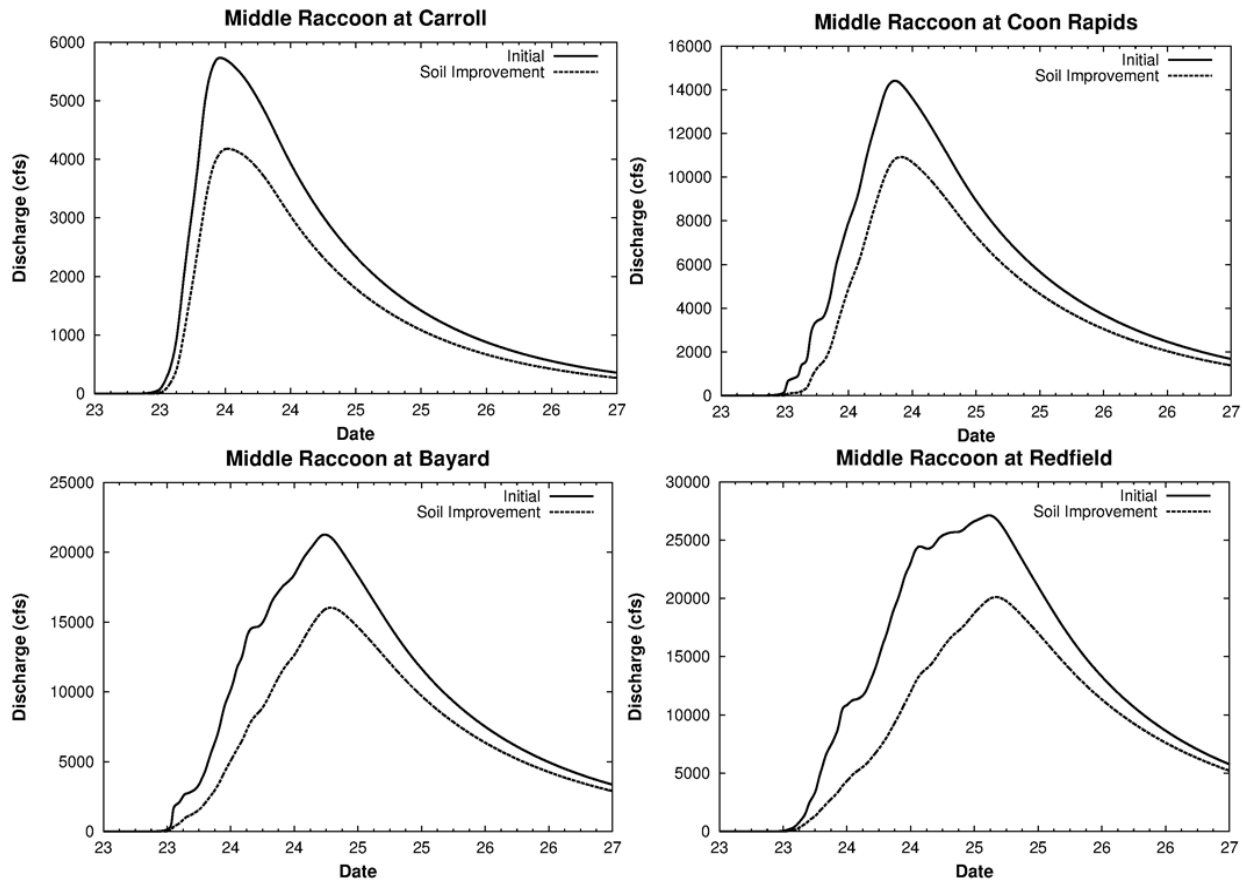 Middle Raccoon at Carroll
6000
5000
4000
3000
2000
1000
0
Discharge (cfs)
Initial
Soil Improvement
23 23 24 24 25 25 26 26 27
Date
Middle Raccoon at Coon Rapids
16000
14000
12000
10000
8000
6000
4000
2000
0
Discharge (cfs)
Initial
Soil Improvement
23 23 24 24 25 25 26 26 27
Date
Middle Raccoon at Bayard
25000
20000
15000
10000
5000
0
Discharge (cfs)
Initial
Soil Improvement
23 23 24 24 25 25 26 26 27
Date
Middle Raccoon at Redfield
30000
25000
20000
15000
10000
5000
0
Discharge (cfs)
Initial
Soil Improvement
23 23 24 24 25 25 26 26 27
Date